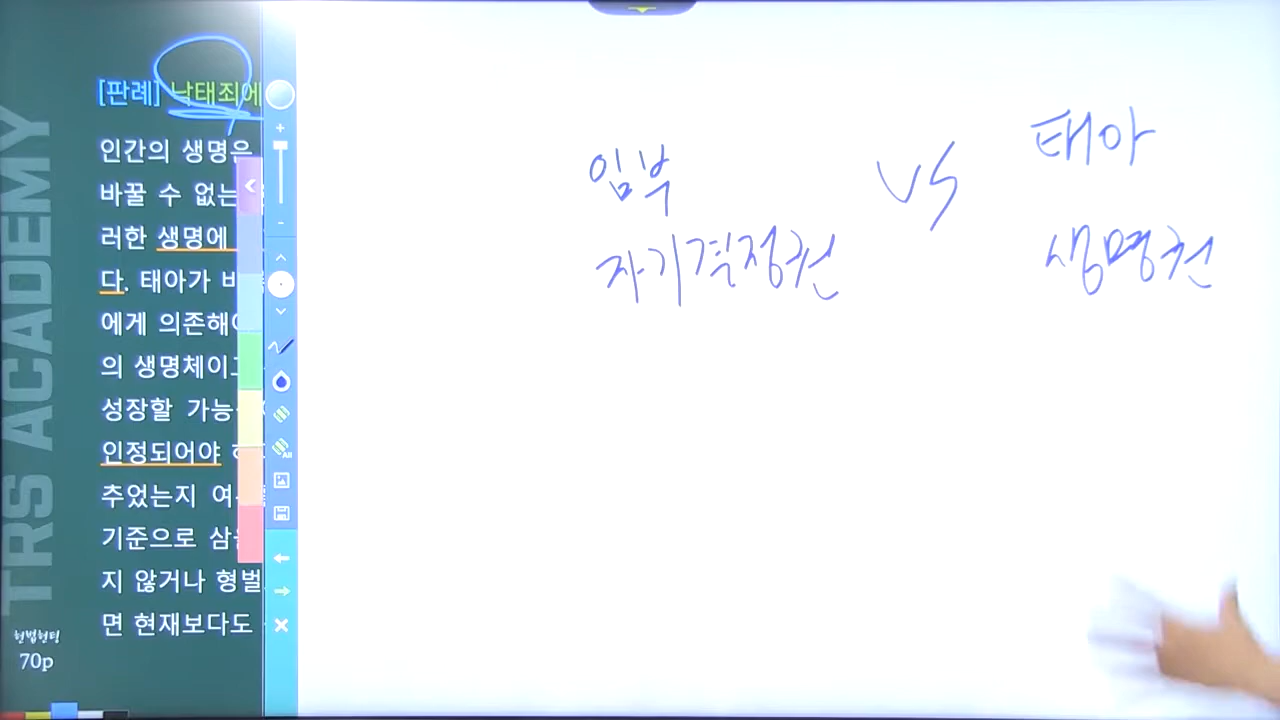 TRS ACADEMY
[판례] 낙태죄에
인간의 생명은
바꿀 수 없는
러한 생명에
다. 태아가
에게 의존해야
의 생명체이고
성장할 가능
인정되어야
추었는지 여
기준으로 삼을
지 않거나 형벌
면 현재보다도
헌법헌팅
70p
임부
자기결정권
VS
태아
생명권
All